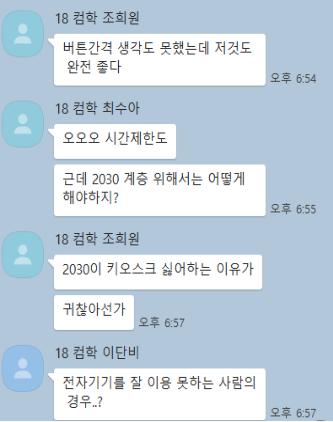 18 컴학 조희원
버튼간격 생각도 못했는데 저것도
완전 좋다
오후 6:54
18 컴학 최수아
오오오 시간제한도
근데 2030 계층 위해서는 어떻게
해야하지?
오후 6:55
18 컴학 조희원
2030이 키오스크 싫어하는 이유가
귀찮아선가
오후 6:57
18 컴학 이단비
전자기기를 잘 이용 못하는 사람의
경우..?
오후 6:57